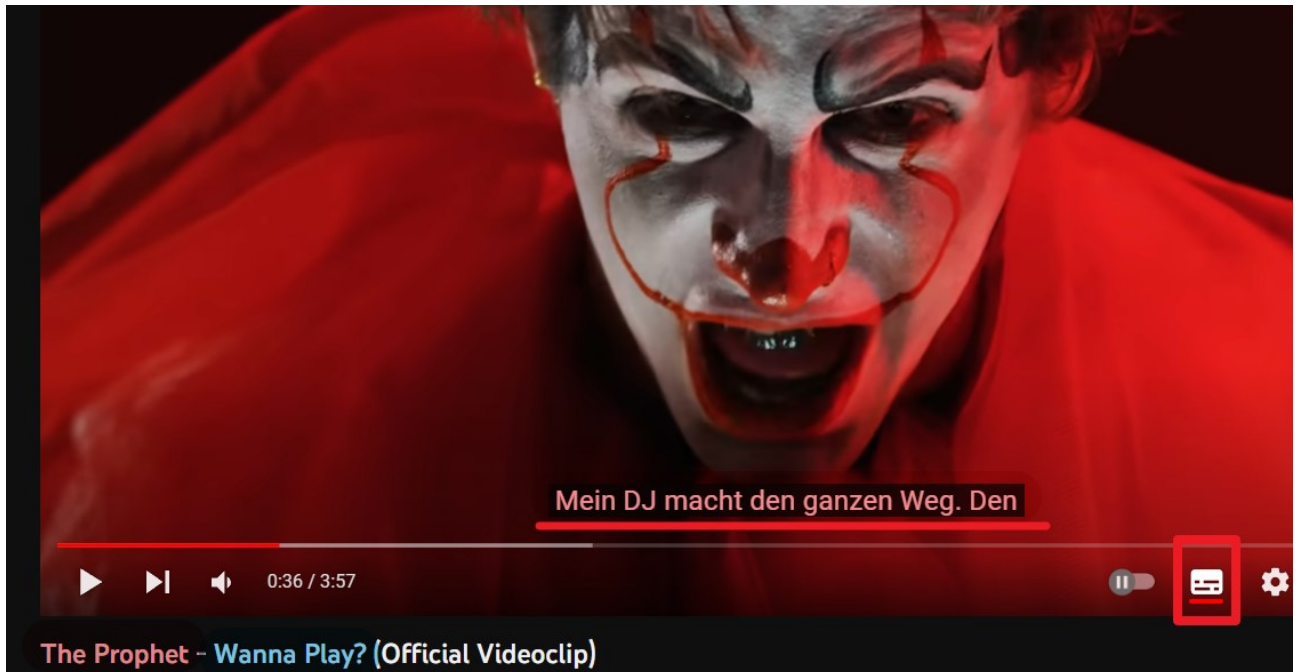 Mein DJ macht den ganzen Weg. Den
0:36 / 3:57
The Prophet - Wanna Play? (Official Videoclip)